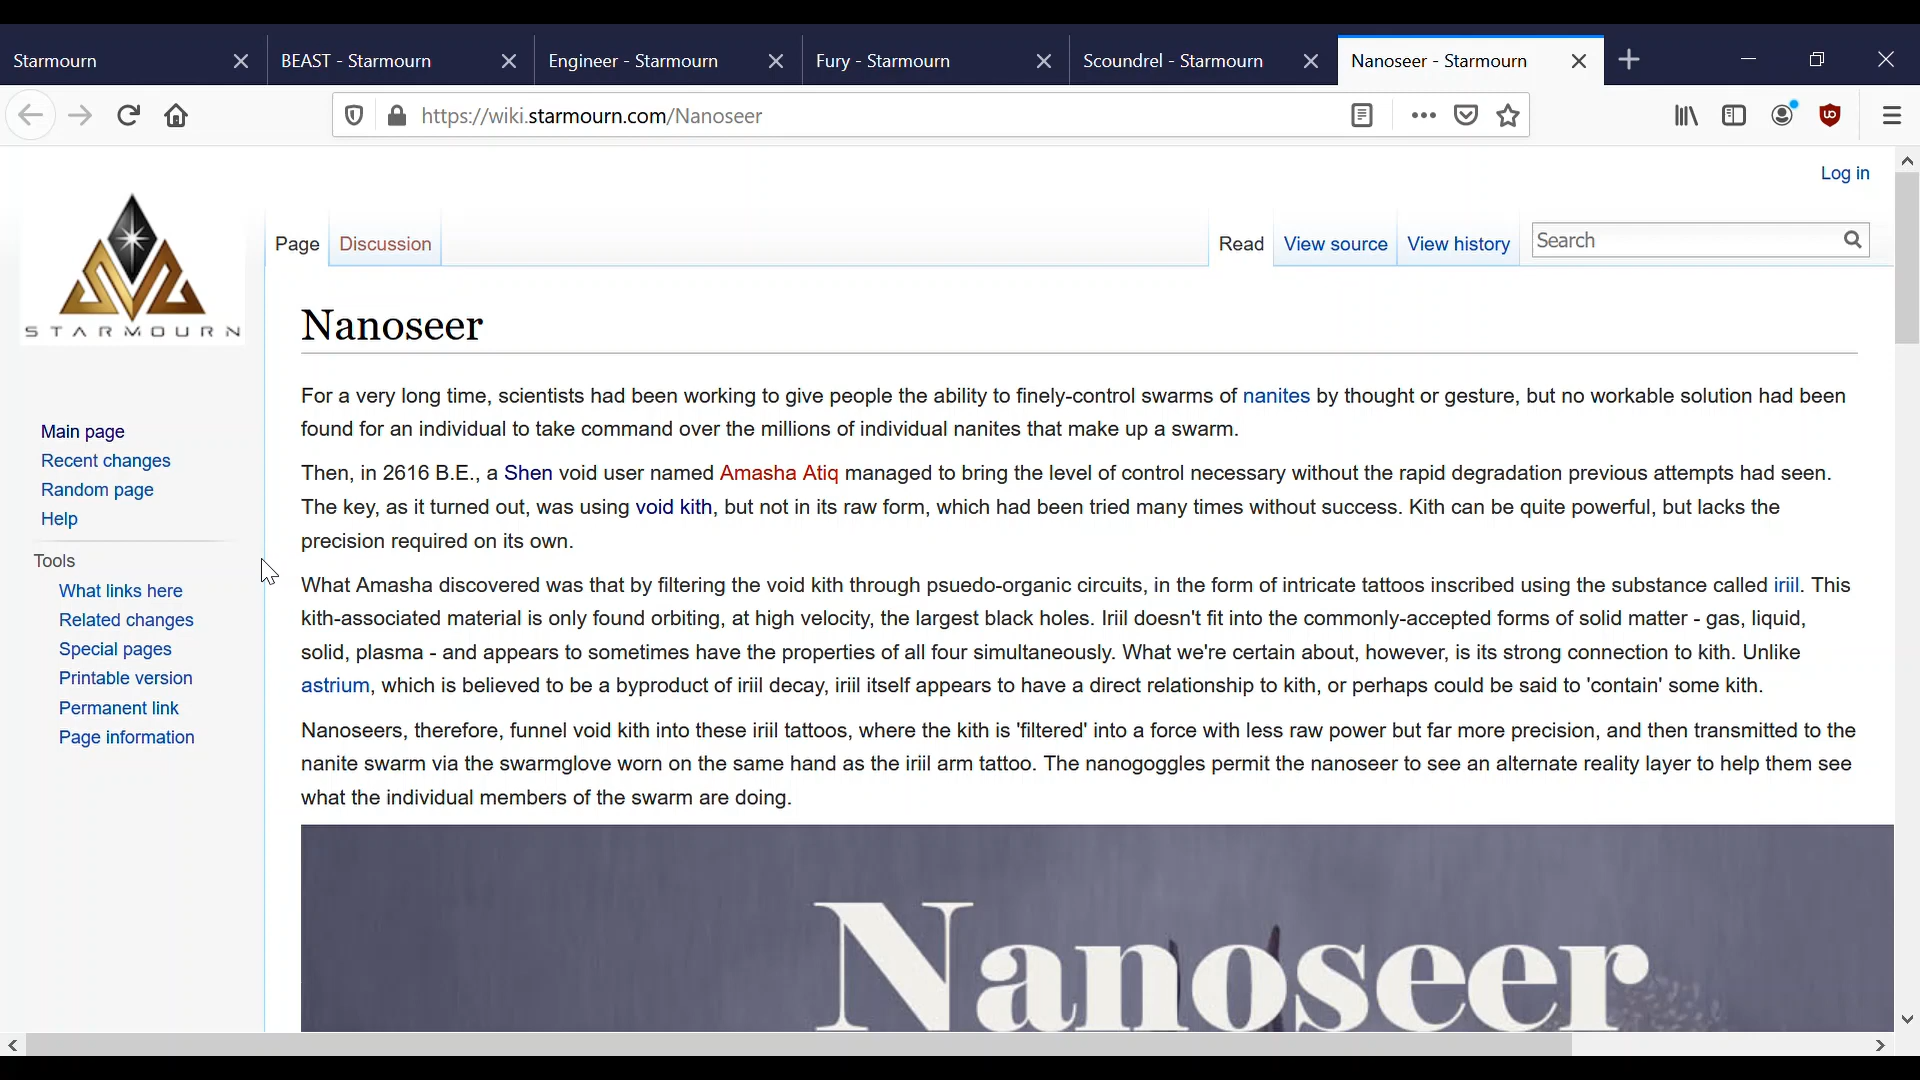 Starmourn
BEAST - Starmourn
Engineer - Starmourn
Fury - Starmourn
Scoundrel - Starmourn
Nanoseer - Starmourn
https://wiki.starmourn.com/Nanoseer
Log in
STARMOURN
Page
Discussion
Read
View source
View history
Search
Main page
Recent changes
Random page
Help
Tools
What links here
Related changes
Special pages
Printable version
Permanent link
Page information
Nanoseer
For a very long time, scientists had been working to give people the ability to finely-control swarms of nanites by thought or gesture, but no workable solution had been
found for an individual to take command over the millions of individual nanites that make up a swarm.
Then, in 2616 B.E., a Shen void user named Amasha Atiq managed to bring the level of control necessary without the rapid degradation previous attempts had seen.
The key, as it turned out, was using void kith, but not in its raw form, which had been tried many times without success. Kith can be quite powerful, but lacks the
precision required on its own.
What Amasha discovered was that by filtering the void kith through psuedo-organic circuits, in the form of intricate tattoos inscribed using the substance called iriil. This
kith-associated material is only found orbiting, at high velocity, the largest black holes. Iriil doesn't fit into the commonly-accepted forms of solid matter - gas, liquid,
solid, plasma - and appears to sometimes have the properties of all four simultaneously. What we're certain about, however, is its strong connection to kith. Unlike
astrium, which is believed to be a byproduct of iriil decay, iriil itself appears to have a direct relationship to kith, or perhaps could be said to 'contain' some kith.
Nanoseers, therefore, funnel void kith into these iriil tattoos, where the kith is 'filtered' into a force with less raw power but far more precision, and then transmitted to the
nanite swarm via the swarmglove worn on the same hand as the iriil arm tattoo. The nanogoggles permit the nanoseer to see an alternate reality layer to help them see
what the individual members of the swarm are doing.
Nanoseer